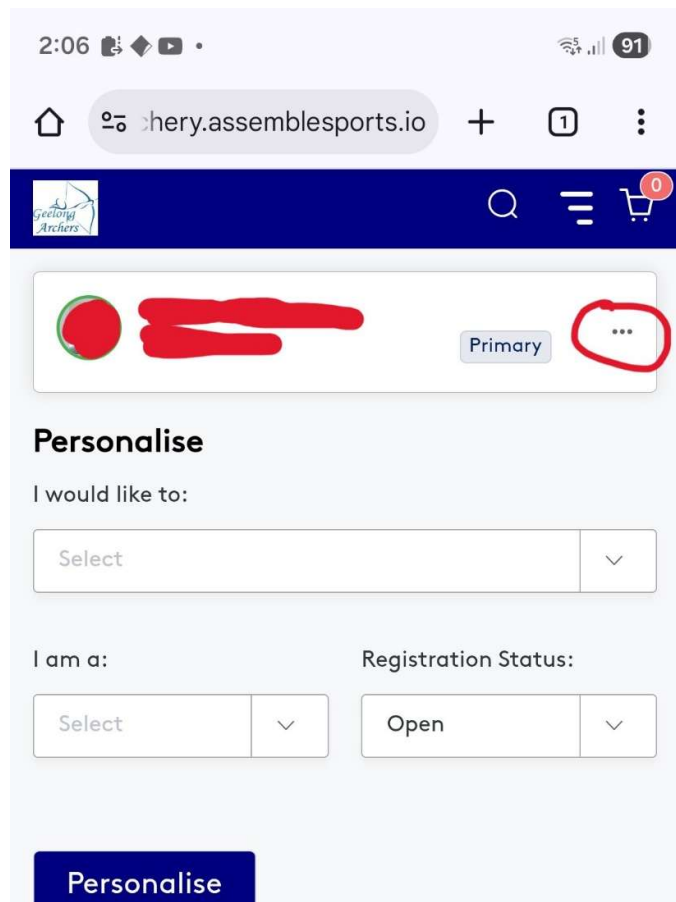 2:06
91
:hery.assemblesports.io
1
Geelong
Archers
0
Primary
Personalise
I would like to:
Select
I am a:
Registration Status:
Select
Open
Personalise